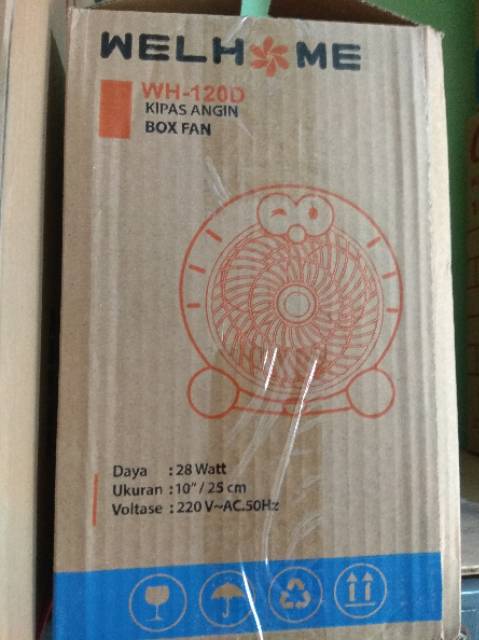 WELHOME
WH-120D
KIPAS ANGIN
BOX FAN
Daya : 28 Watt
Ukuran : 10" / 25 cm
Voltase : 220 V~AC.50Hz